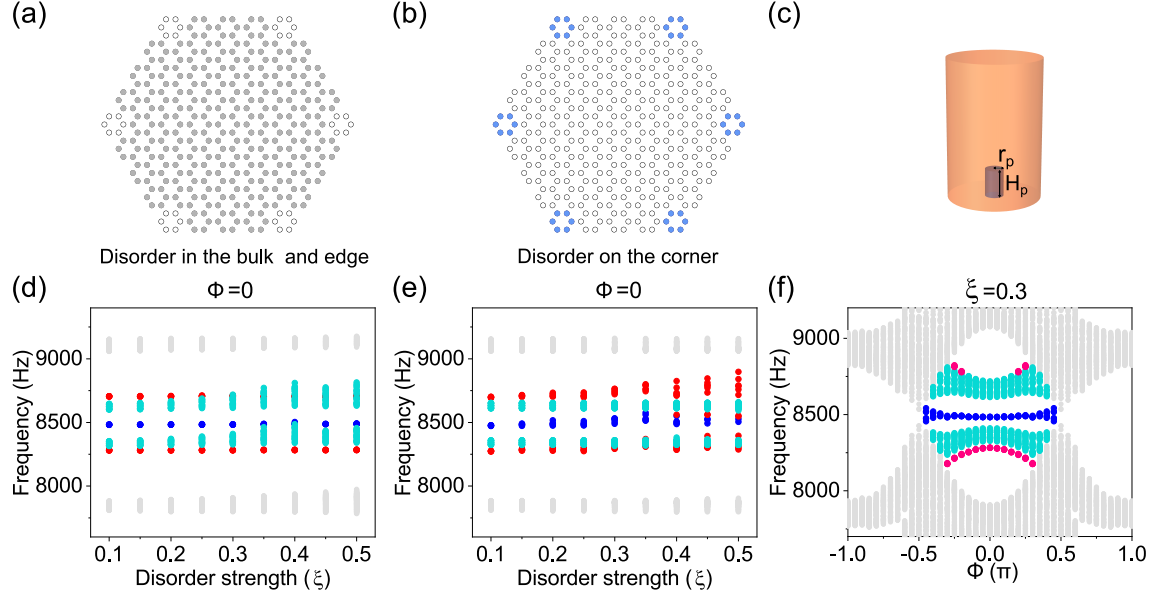 (a)
(b)
(c)
r_p
H_p
Disorder in the bulk and edge
Disorder on the corner
(d)
Φ=0
(e)
Φ=0
(f)
ξ=0.3
Frequency (Hz)
9000
8500
8000
0.1 0.2 0.3 0.4 0.5
Disorder strength (ξ)
Frequency (Hz)
9000
8500
8000
0.1 0.2 0.3 0.4 0.5
Disorder strength (ξ)
Frequency (Hz)
9000
8500
8000
-1.0 -0.5 0.0 0.5 1.0
Φ (π)